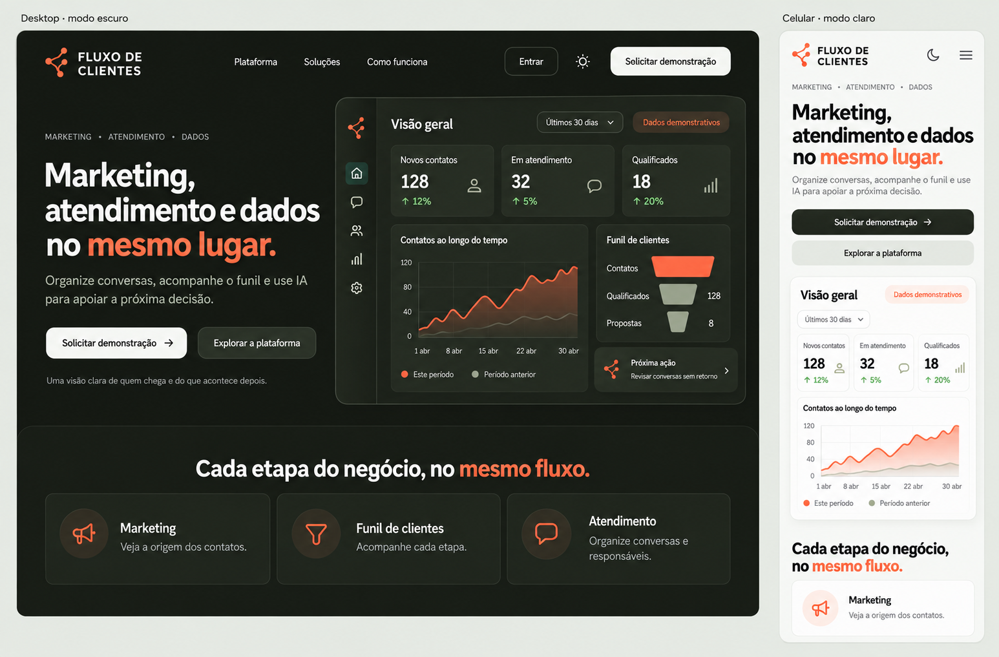 Desktop · modo escuro
FLUXO DE
CLIENTES
Plataforma
Soluções
Como funciona
Entrar
Solicitar demonstração
MARKETING • ATENDIMENTO • DADOS
Marketing,
atendimento e dados
no mesmo lugar.
Organize conversas, acompanhe o funil e use IA
para apoiar a próxima decisão.
Solicitar demonstração →
Explorar a plataforma
Uma visão clara de quem chega e do que acontece depois.
Visão geral
Últimos 30 dias
Dados demonstrativos
Novos contatos
128
↑ 12%
Em atendimento
32
↑ 5%
Qualificados
18
↑ 20%
Contatos ao longo do tempo
120
80
40
0
1 abr
8 abr
15 abr
22 abr
30 abr
Este período
Período anterior
Funil de clientes
Contatos
Qualificados 128
Propostas 8
Próxima ação
Revisar conversas sem retorno
Cada etapa do negócio, no mesmo fluxo.
Marketing
Veja a origem dos contatos.
Funil de clientes
Acompanhe cada etapa.
Atendimento
Organize conversas e
responsáveis.
Celular · modo claro
FLUXO DE
CLIENTES
MARKETING • ATENDIMENTO • DADOS
Marketing,
atendimento e dados
no mesmo lugar.
Organize conversas, acompanhe o funil e use
IA para apoiar a próxima decisão.
Solicitar demonstração →
Explorar a plataforma
Visão geral
Dados demonstrativos
Últimos 30 dias
Novos contatos
128
↑ 12%
Em atendimento
32
↑ 5%
Qualificados
18
↑ 20%
Contatos ao longo do tempo
120
80
40
0
1 abr
8 abr
15 abr
22 abr
30 abr
Este período
Período anterior
Cada etapa do negócio,
no mesmo fluxo.
Marketing
Veja a origem dos contatos.